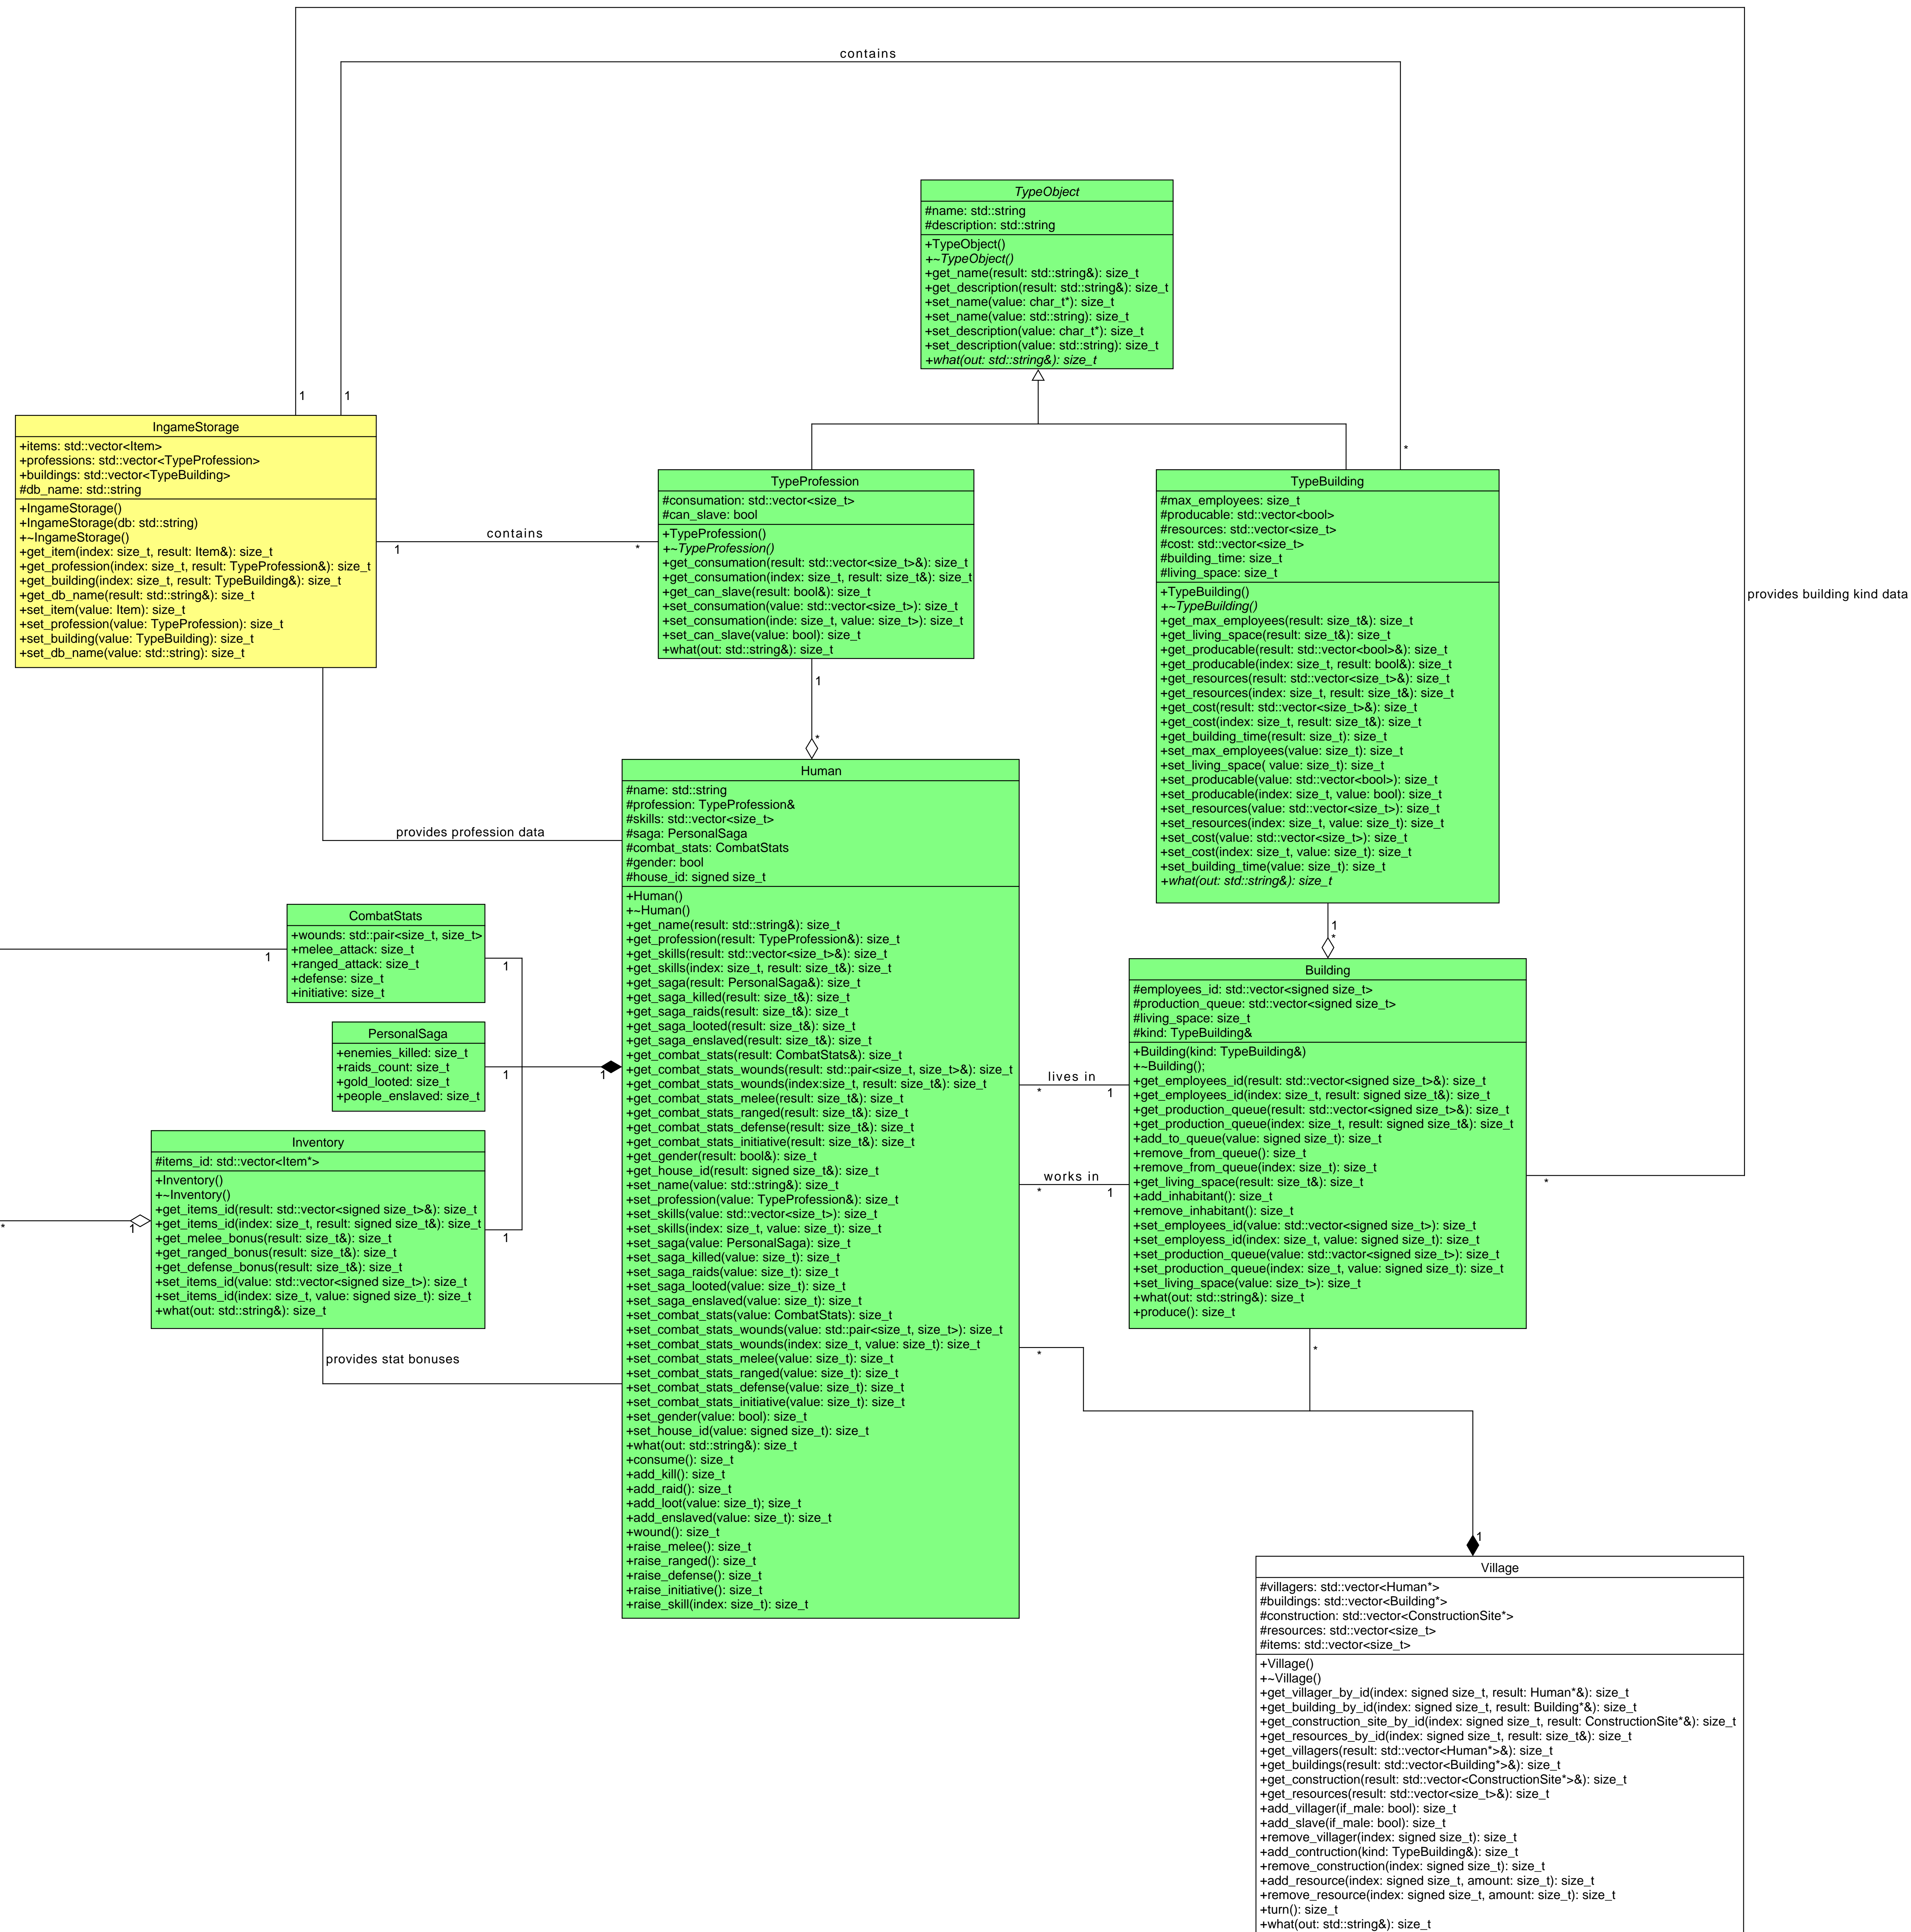 contains
TypeObject
#name: std::string
#description: std::string
+TypeObject()
+~TypeObject()
+get_name(result: std::string&): size_t
+get_description(result: std::string&): size_t
+set_name(value: char_t*): size_t
+set_name(value: std::string): size_t
+set_description(value: char_t*): size_t
+set_description(value: std::string): size_t
+what(out: std::string&): size_t
1
1
IngameStorage
+items: std::vector<Item>
+professions: std::vector<TypeProfession>
+buildings: std::vector<TypeBuilding>
#db_name: std::string
+IngameStorage()
+IngameStorage(db: std::string)
+~IngameStorage()
+get_item(index: size_t, result: Item&): size_t
+get_profession(index: size_t, result: TypeProfession&): size_t
+get_building(index: size_t, result: TypeBuilding&): size_t
+get_db_name(result: std::string&): size_t
+set_item(value: Item): size_t
+set_profession(value: TypeProfession): size_t
+set_building(value: TypeBuilding): size_t
+set_db_name(value: std::string): size_t
contains
1
*
TypeProfession
#consumation: std::vector<size_t>
#can_slave: bool
+TypeProfession()
+~TypeProfession()
+get_consumation(result: std::vector<size_t>&): size_t
+get_consumation(index: size_t, result: size_t&): size_t
+get_can_slave(result: bool&): size_t
+set_consumation(value: std::vector<size_t>): size_t
+set_consumation(inde: size_t, value: size_t>): size_t
+set_can_slave(value: bool): size_t
+what(out: std::string&): size_t
*
TypeBuilding
#max_employees: size_t
#producable: std::vector<bool>
#resources: std::vector<size_t>
#cost: std::vector<size_t>
#building_time: size_t
#living_space: size_t
+TypeBuilding()
+~TypeBuilding()
+get_max_employees(result: size_t&): size_t
+get_living_space(result: size_t&): size_t
+get_producable(result: std::vector<bool>&): size_t
+get_producable(index: size_t, result: bool&): size_t
+get_resources(result: std::vector<size_t>&): size_t
+get_resources(index: size_t, result: size_t&): size_t
+get_cost(result: std::vector<size_t>&): size_t
+get_cost(index: size_t, result: size_t&): size_t
+get_building_time(result: size_t): size_t
+set_max_employees(value: size_t): size_t
+set_living_space( value: size_t): size_t
+set_producable(value: std::vector<bool>): size_t
+set_producable(index: size_t, value: bool): size_t
+set_resources(value: std::vector<size_t>): size_t
+set_resources(index: size_t, value: size_t): size_t
+set_cost(value: std::vector<size_t>): size_t
+set_cost(index: size_t, value: size_t): size_t
+set_building_time(value: size_t): size_t
+what(out: std::string&): size_t
provides building kind data
1
*
provides profession data
Human
#name: std::string
#profession: TypeProfession&
#skills: std::vector<size_t>
#saga: PersonalSaga
#combat_stats: CombatStats
#gender: bool
#house_id: signed size_t
+Human()
+~Human()
+get_name(result: std::string&): size_t
+get_profession(result: TypeProfession&): size_t
+get_skills(result: std::vector<size_t>&): size_t
+get_skills(index: size_t, result: size_t&): size_t
+get_saga(result: PersonalSaga&): size_t
+get_saga_killed(result: size_t&): size_t
+get_saga_raids(result: size_t&): size_t
+get_saga_looted(result: size_t&): size_t
+get_saga_enslaved(result: size_t&): size_t
+get_combat_stats(result: CombatStats&): size_t
+get_combat_stats_wounds(result: std::pair<size_t, size_t>&): size_t
+get_combat_stats_wounds(index:size_t, result: size_t&): size_t
+get_combat_stats_melee(result: size_t&): size_t
+get_combat_stats_ranged(result: size_t&): size_t
+get_combat_stats_defense(result: size_t&): size_t
+get_combat_stats_initiative(result: size_t&): size_t
+get_gender(result: bool&): size_t
+get_house_id(result: signed size_t&): size_t
+set_name(value: std::string&): size_t
+set_profession(value: TypeProfession&): size_t
+set_skills(value: std::vector<size_t>): size_t
+set_skills(index: size_t, value: size_t): size_t
+set_saga(value: PersonalSaga): size_t
+set_saga_killed(value: size_t): size_t
+set_saga_raids(value: size_t): size_t
+set_saga_looted(value: size_t): size_t
+set_saga_enslaved(value: size_t): size_t
+set_combat_stats(value: CombatStats): size_t
+set_combat_stats_wounds(value: std::pair<size_t, size_t>): size_t
+set_combat_stats_wounds(index: size_t, value: size_t): size_t
+set_combat_stats_melee(value: size_t): size_t
+set_combat_stats_ranged(value: size_t): size_t
+set_combat_stats_defense(value: size_t): size_t
+set_combat_stats_initiative(value: size_t): size_t
+set_gender(value: bool): size_t
+set_house_id(value: signed size_t): size_t
+what(out: std::string&): size_t
+consume(): size_t
+add_kill(): size_t
+add_raid(): size_t
+add_loot(value: size_t); size_t
+add_enslaved(value: size_t): size_t
+wound(): size_t
+raise_melee(): size_t
+raise_ranged(): size_t
+raise_defense(): size_t
+raise_initiative(): size_t
+raise_skill(index: size_t): size_t
CombatStats
+wounds: std::pair<size_t, size_t>
+melee_attack: size_t
+ranged_attack: size_t
+defense: size_t
+initiative: size_t
1
1
PersonalSaga
+enemies_killed: size_t
+raids_count: size_t
+gold_looted: size_t
+people_enslaved: size_t
1
1
Inventory
#items_id: std::vector<Item*>
+Inventory()
+~Inventory()
+get_items_id(result: std::vector<signed size_t>&): size_t
+get_items_id(index: size_t, result: signed size_t&): size_t
+get_melee_bonus(result: size_t&): size_t
+get_ranged_bonus(result: size_t&): size_t
+get_defense_bonus(result: size_t&): size_t
+set_items_id(value: std::vector<signed size_t>): size_t
+set_items_id(index: size_t, value: signed size_t): size_t
+what(out: std::string&): size_t
*
1
1
provides stat bonuses
1
*
Building
#employees_id: std::vector<signed size_t>
#production_queue: std::vector<signed size_t>
#living_space: size_t
#kind: TypeBuilding&
+Building(kind: TypeBuilding&)
+~Building();
+get_employees_id(result: std::vector<signed size_t>&): size_t
+get_employees_id(index: size_t, result: signed size_t&): size_t
+get_production_queue(result: std::vector<signed size_t>&): size_t
+get_production_queue(index: size_t, result: signed size_t&): size_t
+add_to_queue(value: signed size_t): size_t
+remove_from_queue(): size_t
+remove_from_queue(index: size_t): size_t
+get_living_space(result: size_t&): size_t
+add_inhabitant(): size_t
+remove_inhabitant(): size_t
+set_employees_id(value: std::vector<signed size_t>): size_t
+set_employess_id(index: size_t, value: signed size_t): size_t
+set_production_queue(value: std::vactor<signed size_t>): size_t
+set_production_queue(index: size_t, value: signed size_t): size_t
+set_living_space(value: size_t>): size_t
+what(out: std::string&): size_t
+produce(): size_t
lives in
*
1
works in
*
1
*
*
*
1
Village
#villagers: std::vector<Human*>
#buildings: std::vector<Building*>
#construction: std::vector<ConstructionSite*>
#resources: std::vector<size_t>
#items: std::vector<size_t>
+Village()
+~Village()
+get_villager_by_id(index: signed size_t, result: Human*&): size_t
+get_building_by_id(index: signed size_t, result: Building*&): size_t
+get_construction_site_by_id(index: signed size_t, result: ConstructionSite*&): size_t
+get_resources_by_id(index: signed size_t, result: size_t&): size_t
+get_villagers(result: std::vector<Human*>&): size_t
+get_buildings(result: std::vector<Building*>&): size_t
+get_construction(result: std::vector<ConstructionSite*>&): size_t
+get_resources(result: std::vector<size_t>&): size_t
+add_villager(if_male: bool): size_t
+add_slave(if_male: bool): size_t
+remove_villager(index: signed size_t): size_t
+add_contruction(kind: TypeBuilding&): size_t
+remove_construction(index: signed size_t): size_t
+add_resource(index: signed size_t, amount: size_t): size_t
+remove_resource(index: signed size_t, amount: size_t): size_t
+turn(): size_t
+what(out: std::string&): size_t